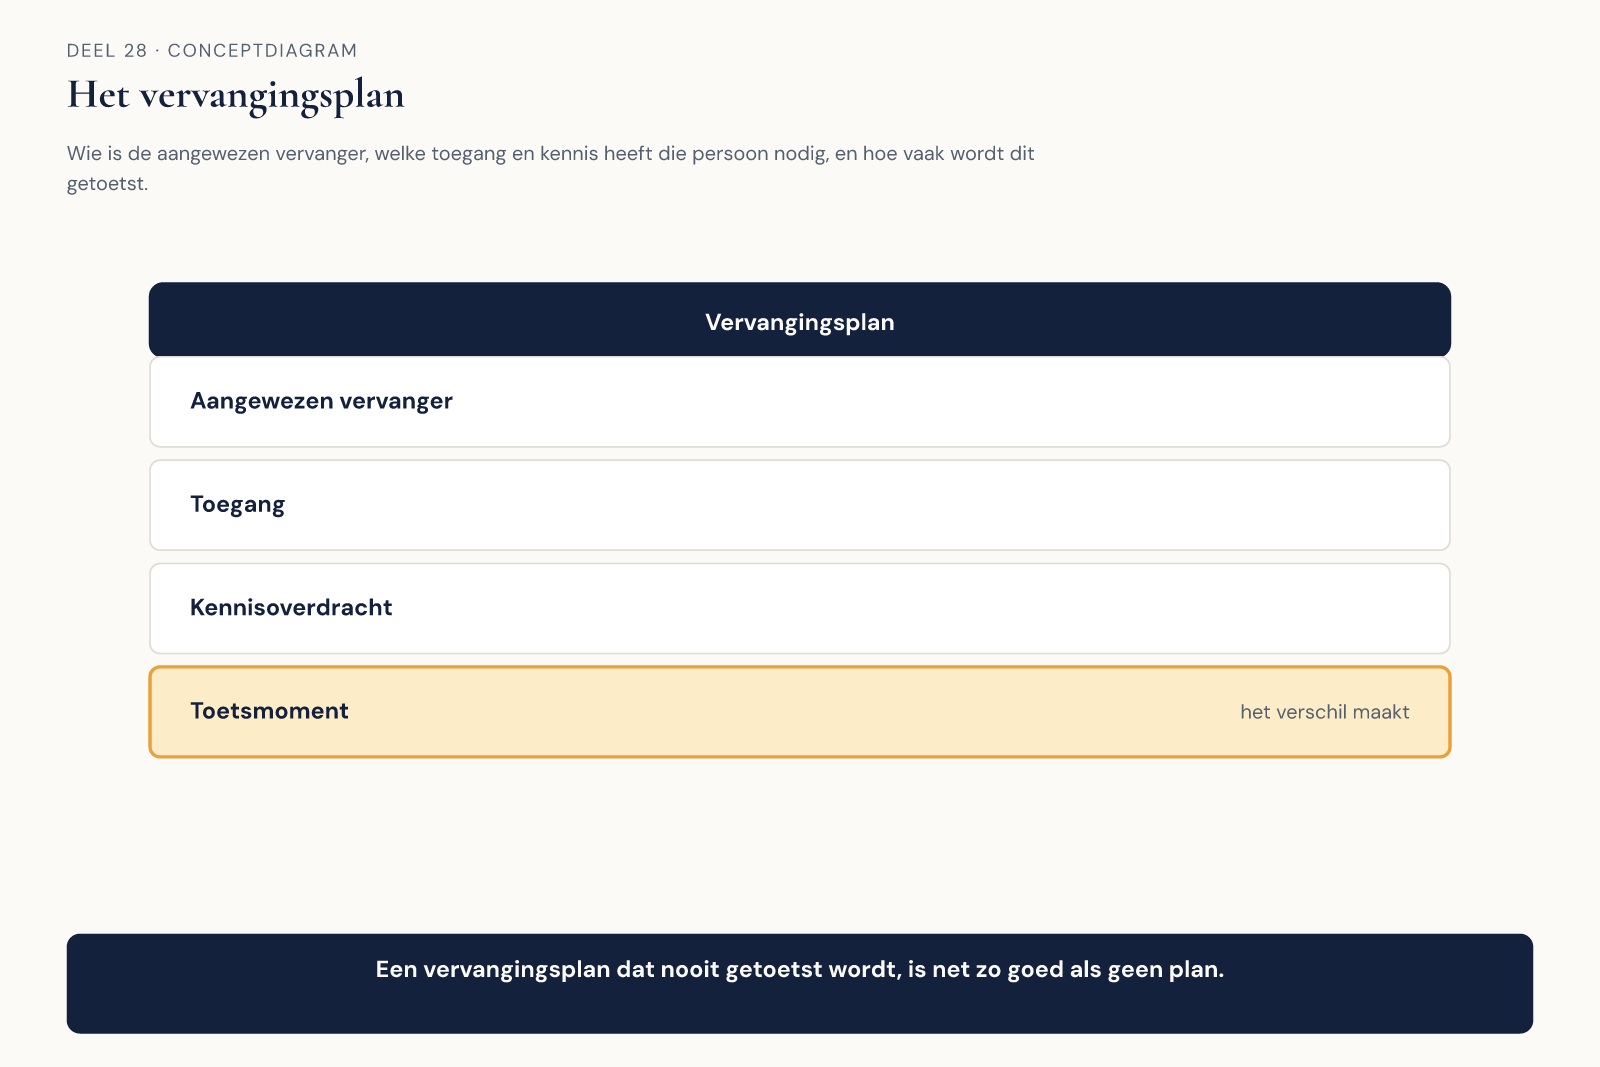 DEEL 28 · CONCEPTDIAGRAM
Het vervangingsplan
Wie is de aangewezen vervanger, welke toegang en kennis heeft die persoon nodig, en hoe vaak wordt dit
getoetst.
Vervangingsplan
Aangewezen vervanger
Toegang
Kennisoverdracht
Toetsmoment
het verschil maakt
Een vervangingsplan dat nooit getoetst wordt, is net zo goed als geen plan.